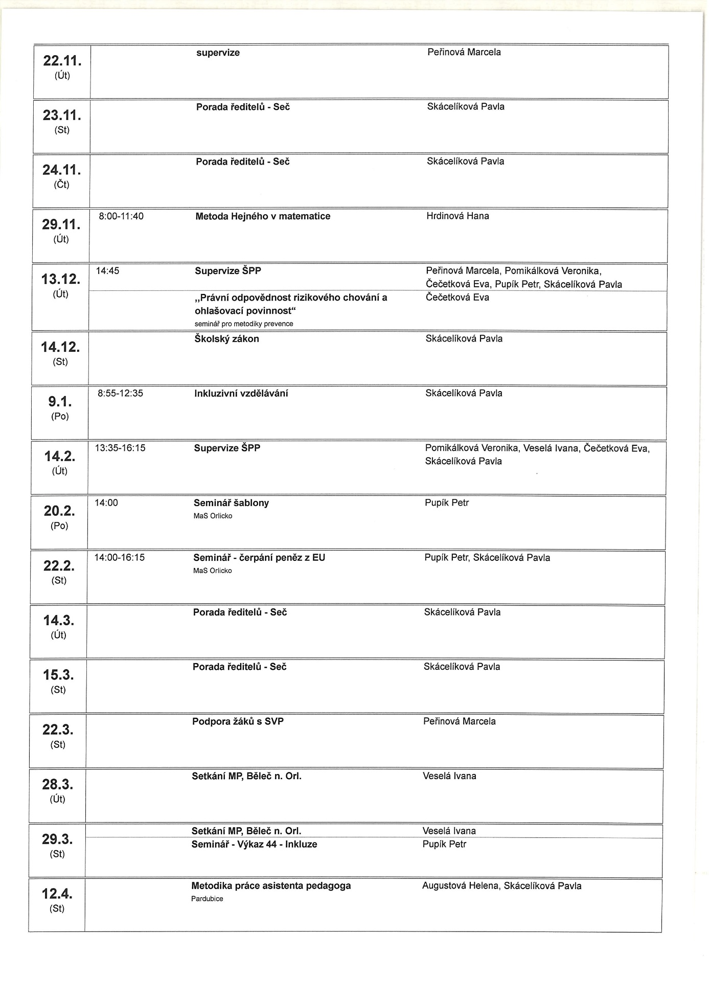 22.11.
(Út)
supervize
Peřinová Marcela
23.11.
(St)
Porada ředitelů - Seč
Skácelíková Pavla
24.11.
(Čt)
Porada ředitelů - Seč
Skácelíková Pavla
29.11.
(Út)
8:00-11:40
Metoda Hejného v matematice
Hrdinová Hana
13.12.
(Út)
14:45
Supervize ŠPP
Peřinová Marcela, Pomikálková Veronika,
Čečetková Eva, Pupík Petr, Skácelíková Pavla
,,Právní odpovědnost rizikového chování a
ohlašovací povinnost“
seminář pro metodiky prevence
Čečetková Eva
14.12.
(St)
Školský zákon
Skácelíková Pavla
9.1.
(Po)
8:55-12:35
Inkluzivní vzdělávání
Skácelíková Pavla
14.2.
(Út)
13:35-16:15
Supervize ŠPP
Pomikálková Veronika, Veselá Ivana, Čečetková Eva,
Skácelíková Pavla
20.2.
(Po)
14:00
Seminář šablony
MaS Orlicko
Pupík Petr
22.2.
(St)
14:00-16:15
Seminář - čerpání peněz z EU
MaS Orlicko
Pupík Petr, Skácelíková Pavla
14.3.
(Út)
Porada ředitelů - Seč
Skácelíková Pavla
15.3.
(St)
Porada ředitelů - Seč
Skácelíková Pavla
22.3.
(St)
Podpora žáků s SVP
Peřinová Marcela
28.3.
(Út)
Setkání MP, Běleč n. Orl.
Veselá Ivana
29.3.
(St)
Setkání MP, Běleč n. Orl.
Veselá Ivana
Seminář - Výkaz 44 - Inkluze
Pupík Petr
12.4.
(St)
Metodika práce asistenta pedagoga
Pardubice
Augustová Helena, Skácelíková Pavla